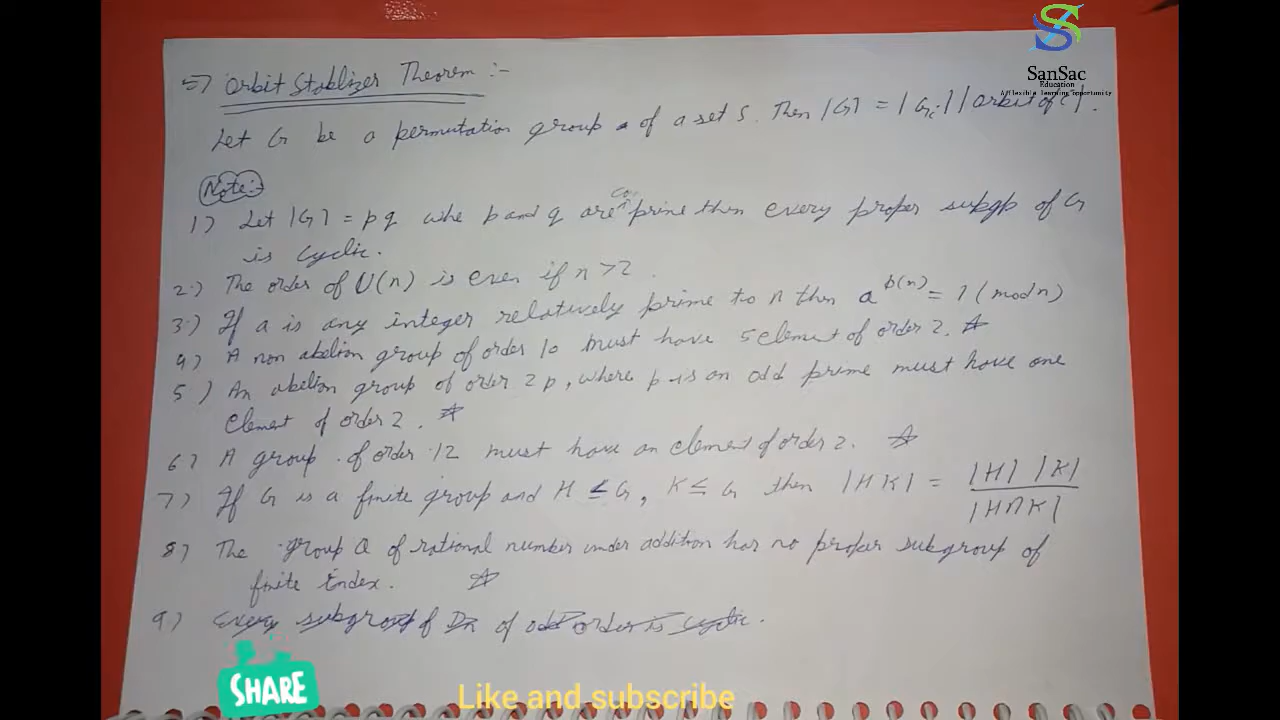 SanSac
Education
A flexible learning opportunity
5) Orbit Stablizer Theorem :-
Let G be a permutation group of a set S. Then |G| = |Gi| |orbit of i|.
Note:-
1) Let |G| = pq whe p and q are co prime then every proper subgp of G
is cyclic.
2.) The order of U(n) is even if n > 2.
3.) If a is any integer relatively prime to n then a^ϕ(n) = 1 (mod n)
4) A non abelian group of order 10 must have 5 element of order 2. ☆
5) An abelian group of order 2p, where p is an odd prime must have one
element of order 2. ☆
6) A group of order 12 must have an element of order 2. ☆
7) If G is a finite group and H ≤ G, K ≤ G then |HK| = |H| |K| / |H∩K|
8) The group Q of rational number under addition has no proper subgroup of
finite index. ☆
9) Every subgroup of Dn of odd order is cyclic.
SHARE
Like and subscribe